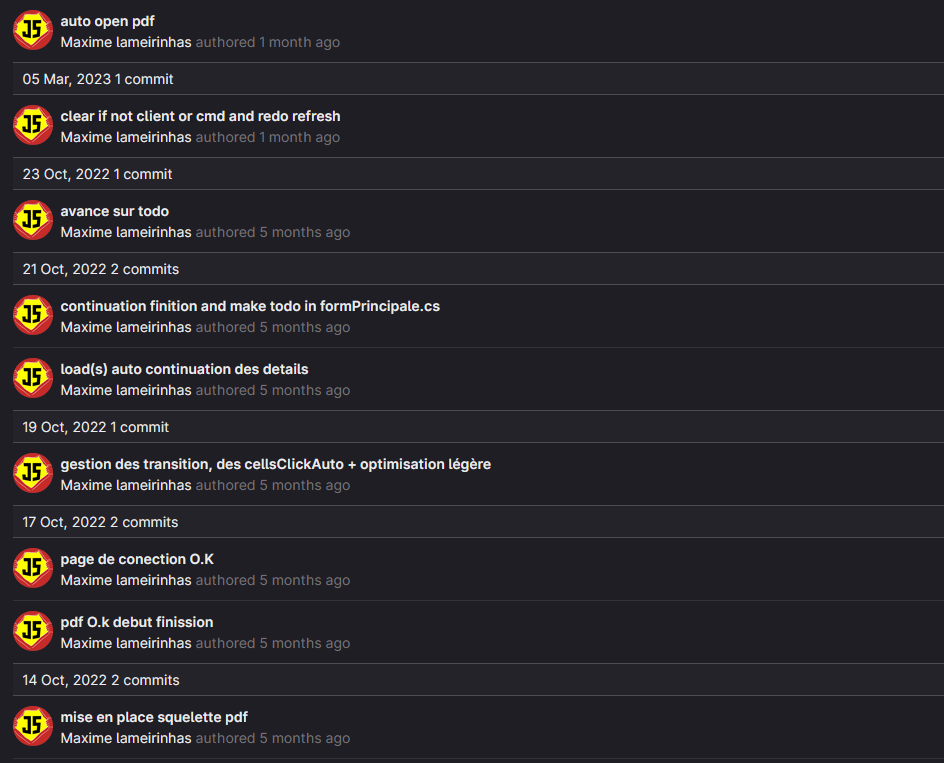 auto open pdf
Maxime lameirinhas authored 1 month ago
05 Mar, 2023 1 commit
JS clear if not client or cmd and redo refresh
Maxime lameirinhas authored 1 month ago
23 Oct, 2022 1 commit
JS avance sur todo
Maxime lameirinhas authored 5 months ago
21 Oct, 2022 2 commits
JS continuation finition and make todo in formPrincipale.cs
Maxime lameirinhas authored 5 months ago
JS load(s) auto continuation des details
Maxime lameirinhas authored 5 months ago
19 Oct, 2022 1 commit
JS gestion des transition, des cellsClickAuto + optimisation légère
Maxime lameirinhas authored 5 months ago
17 Oct, 2022 2 commits
JS page de conection O.K
Maxime lameirinhas authored 5 months ago
JS pdf O.k debut finission
Maxime lameirinhas authored 5 months ago
14 Oct, 2022 2 commits
JS mise en place squelette pdf
Maxime lameirinhas authored 5 months ago